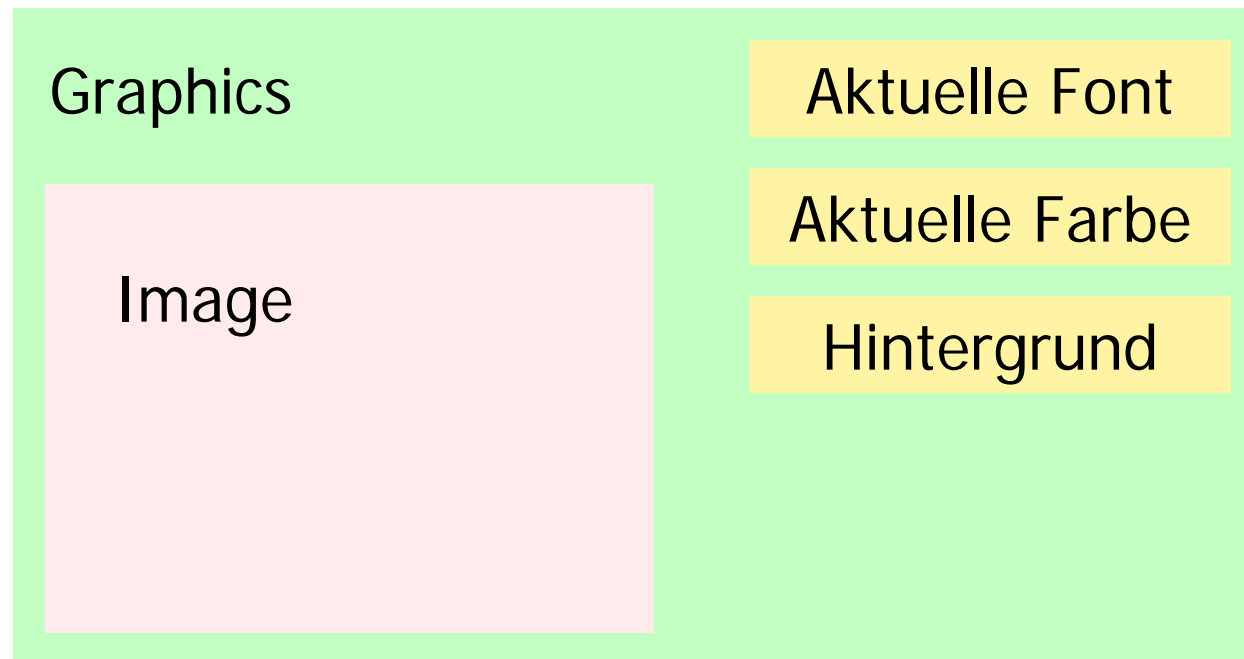 Graphics
Image
Aktuelle Font
Aktuelle Farbe
Hintergrund